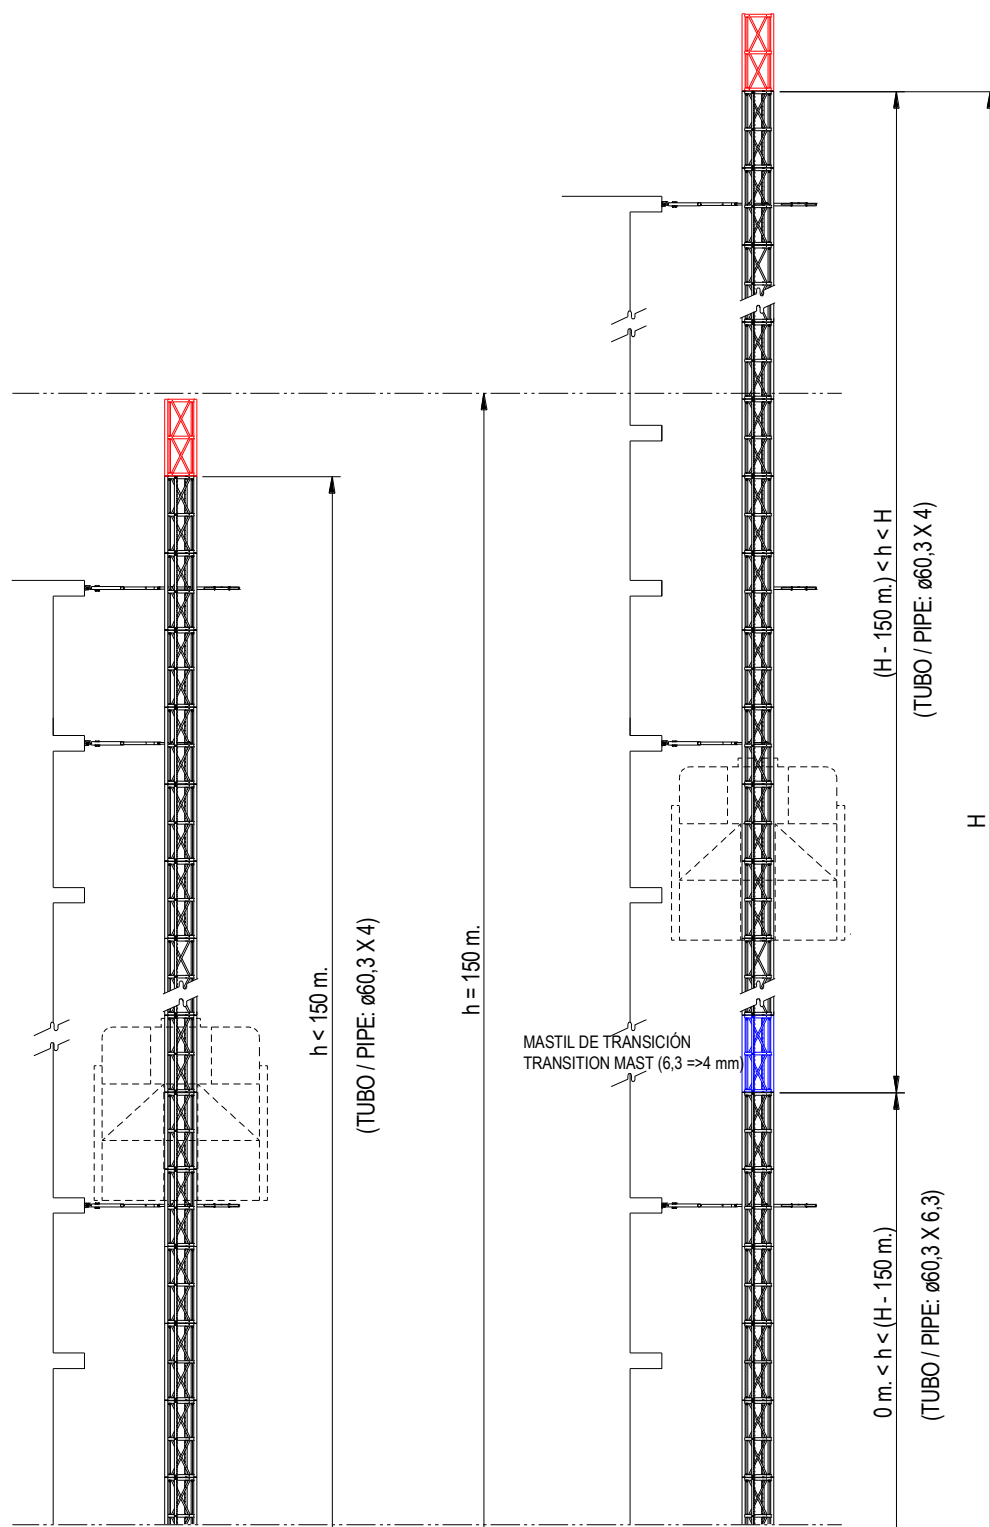 (H - 150 m.) < h < H
(TUBO / PIPE: ø60,3 X 4)
H
h < 150 m.
(TUBO / PIPE: ø60,3 X 4)
h = 150 m.
MASTIL DE TRANSICIÓN
TRANSITION MAST (6,3 =>4 mm)
0 m. < h < (H - 150 m.)
(TUBO / PIPE: ø60,3 X 6,3)